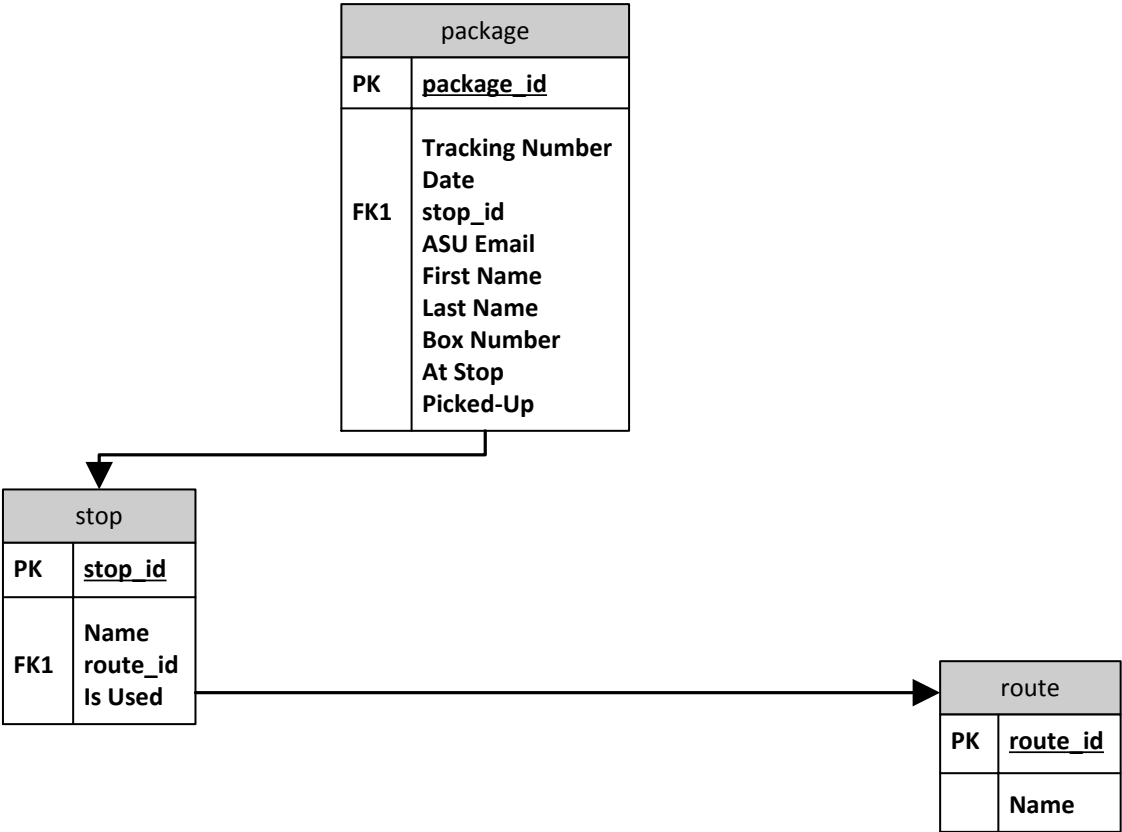 package
PK package_id
Tracking Number
Date
FK1 stop_id
ASU Email
First Name
Last Name
Box Number
At Stop
Picked-Up
stop
PK stop_id
Name
FK1 route_id
Is Used
route
PK route_id
Name